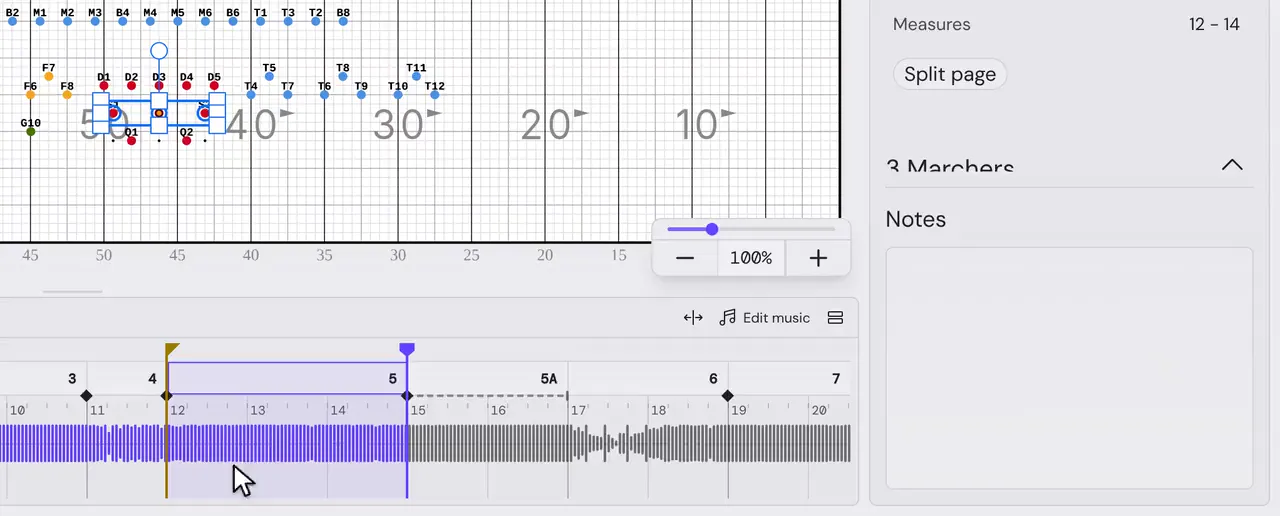 B2 M1 M2 M3 B4 M4 M5 M6 B6 T1 T3 T2 B8
F7 T5 T8 T11
F6 F8 D1 D2 D3 D4 D5 T4 T7 T6 T9 T10 T12
G10 50 40 30 20 10
Q2
45 50 45 40 35 30 25 20 15
100%
Edit music
3 4 5 5A 6 7
10 11 12 13 14 15 16 17 18 19 20
Measures 12 - 14
Split page
3 Marchers
Notes